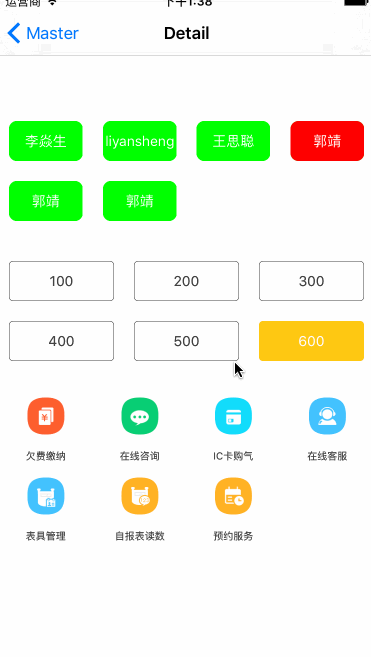 运营商 下午1:38
Master Detail
李焱生 liyansheng 王思聪 郭靖
郭靖 郭靖
100 200 300
400 500 600
欠费缴纳 在线咨询 IC卡购气 在线客服
表具管理 自报表读数 预约服务